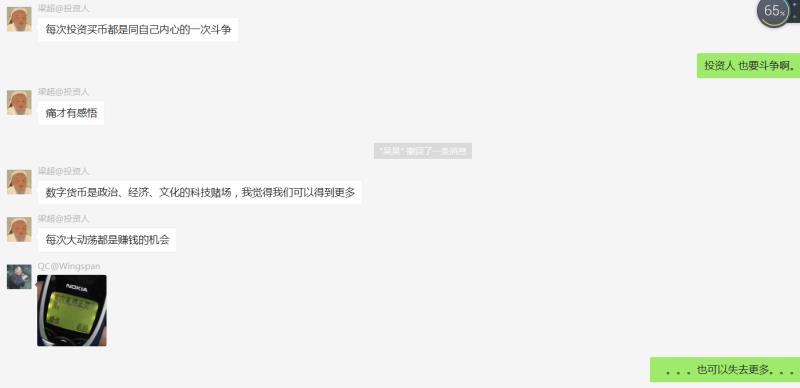 梁超@投资人
65%
每次投资买币都是同自己内心的一次斗争
投资人 也要斗争啊。
梁超@投资人
痛才有感悟
"吴昊" 撤回了一条消息
梁超@投资人
数字货币是政治、经济、文化的科技赌场，我觉得我们可以得到更多
梁超@投资人
每次大动荡都是赚钱的机会
QC@Wingspan
NOKIA
。。。也可以失去更多。。。